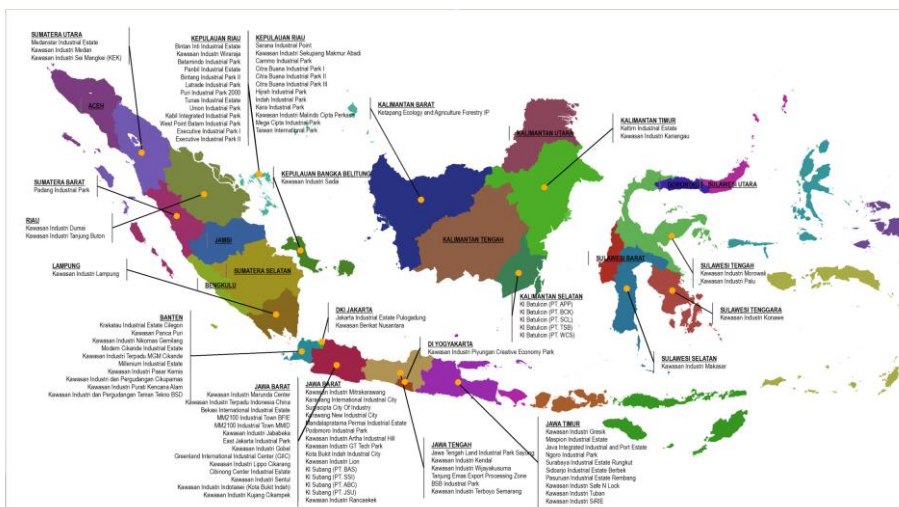 SUMATERA UTARA
Medanstar Industrial Estate
Kawasan Industri Medan
Kawasan Industri Sei Mangkei (KEK)
KEPULAUAN RIAU
Bintan Inti Industrial Estate
Kawasan Industri Wiraraja
Batamindo Industrial Park
Panbil Industrial Estate
Bintang Industrial Park II
Latrade Industrial Park
Puri Industrial Park 2000
Tunas Industrial Estate
Union Industrial Park
Kabil Integrated Industrial Park
West Point Batam Industrial Park
Executive Industrial Park I
Executive Industrial Park II
KEPULAUAN RIAU
Serena Industrial Point
Kawasan Industri Sekupang Makmur Abadi
Cammo Industrial Park
Citra Buana Industrial Park I
Citra Buana Industrial Park II
Citra Buana Industrial Park III
Hijrah Industrial Park
Indah Industrial Park
Kara Industrial Park
Kawasan Industri Malindo Cipta Perkasa
Mega Cipta Industrial Park
Taiwan International Park
KALIMANTAN BARAT
Ketapang Ecology and Agriculture Forestry IP
KALIMANTAN UTARA
KALIMANTAN TIMUR
Kaltim Industrial Estate
Kawasan Industri Kariangau
ACEH
SUMATERA BARAT
Padang Industrial Park
KEPULAUAN BANGKA BELITUNG
Kawasan Industri Sadai
GORONTALO
SULAWESI UTARA
RIAU
Kawasan Industri Dumai
Kawasan Industri Tanjung Buton
JAMBI
KALIMANTAN TENGAH
SULAWESI BARAT
SULAWESI TENGAH
Kawasan Industri Morowali
Kawasan Industri Palu
LAMPUNG
Kawasan Industri Lampung
SUMATERA SELATAN
BENGKULU
KALIMANTAN SELATAN
KI Batulicin (PT. APP)
KI Batulicin (PT. BCK)
KI Batulicin (PT. SCL)
KI Batulicin (PT. TSB)
KI Batulicin (PT. WCS)
SULAWESI TENGGARA
Kawasan Industri Konawe
SULAWESI SELATAN
Kawasan Industri Makasar
BANTEN
Krakatau Industrial Estate Cilegon
Kawasan Panca Puri
Kawasan Industri Nikomas Gemilang
Modern Cikande Industrial Estate
Kawasan Industri Terpadu MGM Cikande
Milenium Industrial Estate
Kawasan Industri Pasar Kemis
Kawasan Industri dan Pergudangan Cikupamas
Kawasan Industri Purati Kencana Alam
Kawasan Industri dan Pergudangan Taman Tekno BSD
DKI JAKARTA
Jakarta Industrial Estate Pulogadung
Kawasan Berikat Nusantara
DI YOGYAKARTA
Kawasan Industri Piyungan Creative Economy Park
JAWA BARAT
Kawasan Industri Marunda Center
Kawasan Industri Terpadu Indonesia China
Bekasi International Industrial Estate
MM2100 Industrial Town BFIE
MM2100 Industrial Town MMID
Kawasan Industri Jababeka
East Jakarta Industrial Park
Kawasan Industri Gobel
Greenland International Industrial Center (GIIC)
Kawasan Industri Lippo Cikarang
Cibinong Center Industrial Estate
Kawasan Industri Sentul
Kawasan Industri Indotaisei (Kota Bukit Indah)
Kawasan Industri Kujang Cikampek
JAWA BARAT
Kawasan Industri Mitrakarawang
Karawang International Industrial City
Suryacipta City Of Industry
Karawang New Industrial City
Mandalapratama Permai Industrial Estate
Podomoro Industrial Park
Kawasan Industri Artha Industrial Hill
Kawasan Industri GT Tech Park
Kota Bukit Indah Industrial City
Kawasan Industri Lion
KI Subang (PT. BAS)
KI Subang (PT. SSI)
KI Subang (PT. ABC)
KI Subang (PT. JSU)
Kawasan Industri Rancaekek
JAWA TENGAH
Jawa Tengah Land Industrial Park Sayung
Kawasan Industri Kendal
Kawasan Industri Wijayakusuma
Tanjung Emas Export Processing Zone
BSB Industrial Park
Kawasan Industri Terboyo Semarang
JAWA TIMUR
Kawasan Industri Gresik
Maspion Industrial Estate
Java Integrated Industrial and Port Estate
Ngoro Industrial Park
Surabaya Industrial Estate Rungkut
Sidoarjo Industrial Estate Berbek
Pasuruan Industrial Estate Rembang
Kawasan Industri Safe N Lock
Kawasan Industri Tuban
Kawasan Industri SiRIE